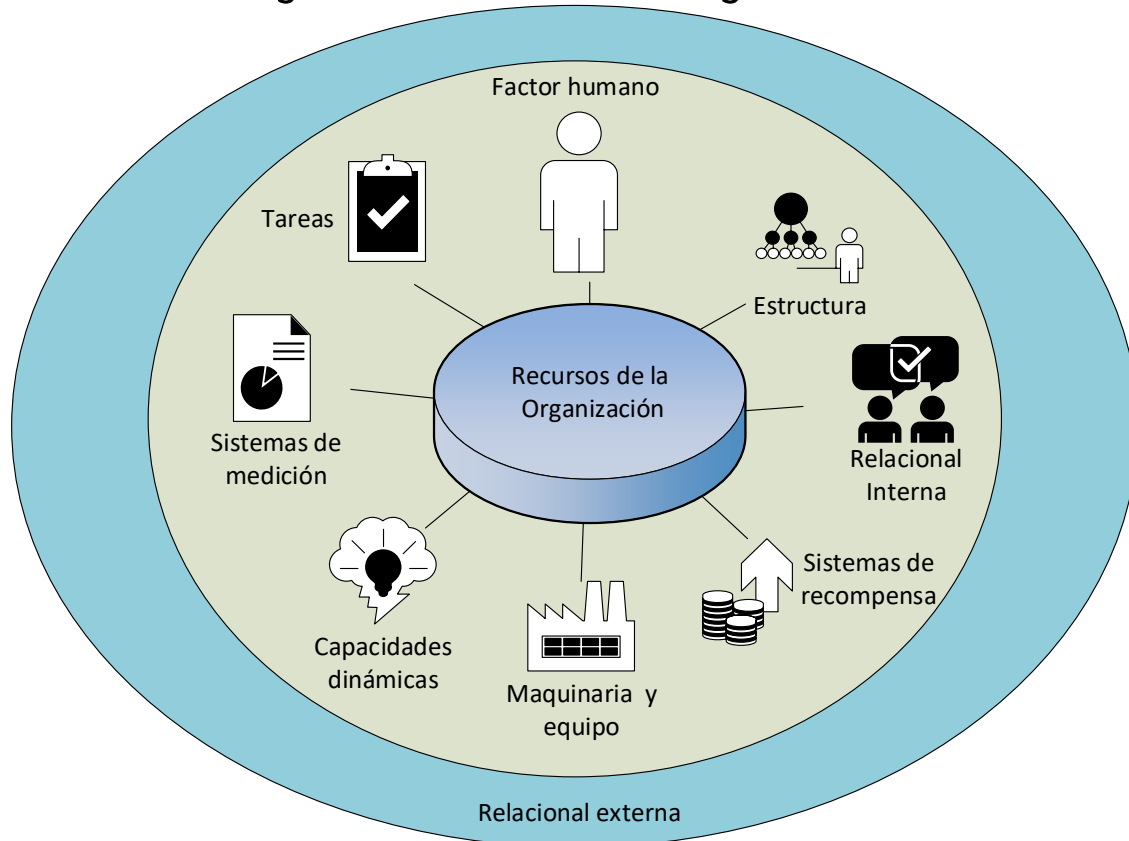 Factor humano
Tareas
Estructura
Recursos de la
Organización
Sistemas de
medición
Relacional
Interna
Sistemas de
recompensa
Capacidades
dinámicas
Maquinaria y
equipo
Relacional externa